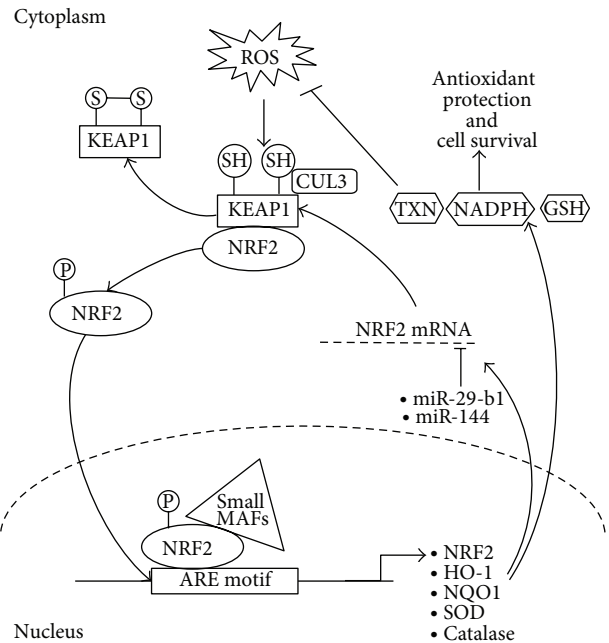 Cytoplasm
ROS
Antioxidant
protection
and
cell survival
S S
KEAP1
SH SH
CUL3
KEAP1
NRF2
TXN NADPH GSH
P
NRF2
NRF2 mRNA
• miR-29-b1
• miR-144
P
Small
MAFs
NRF2
ARE motif
• NRF2
• HO-1
• NQO1
• SOD
• Catalase
Nucleus